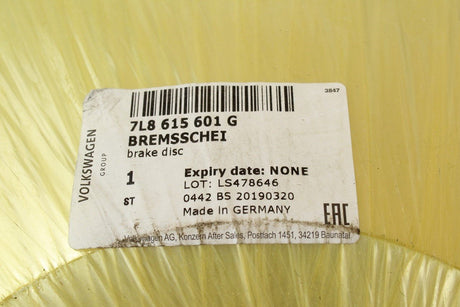 2847
7L8 615 601 G
BREMSSCHEI
brake disc
VOLKSWAGEN
GROUP
1
ST
Expiry date: NONE
LOT: LS478646
0442 BS 20190320
Made in GERMANY
EAC
Volkswagen AG, Konzern After Sales, Postfach 1451, 34219 Baunatal